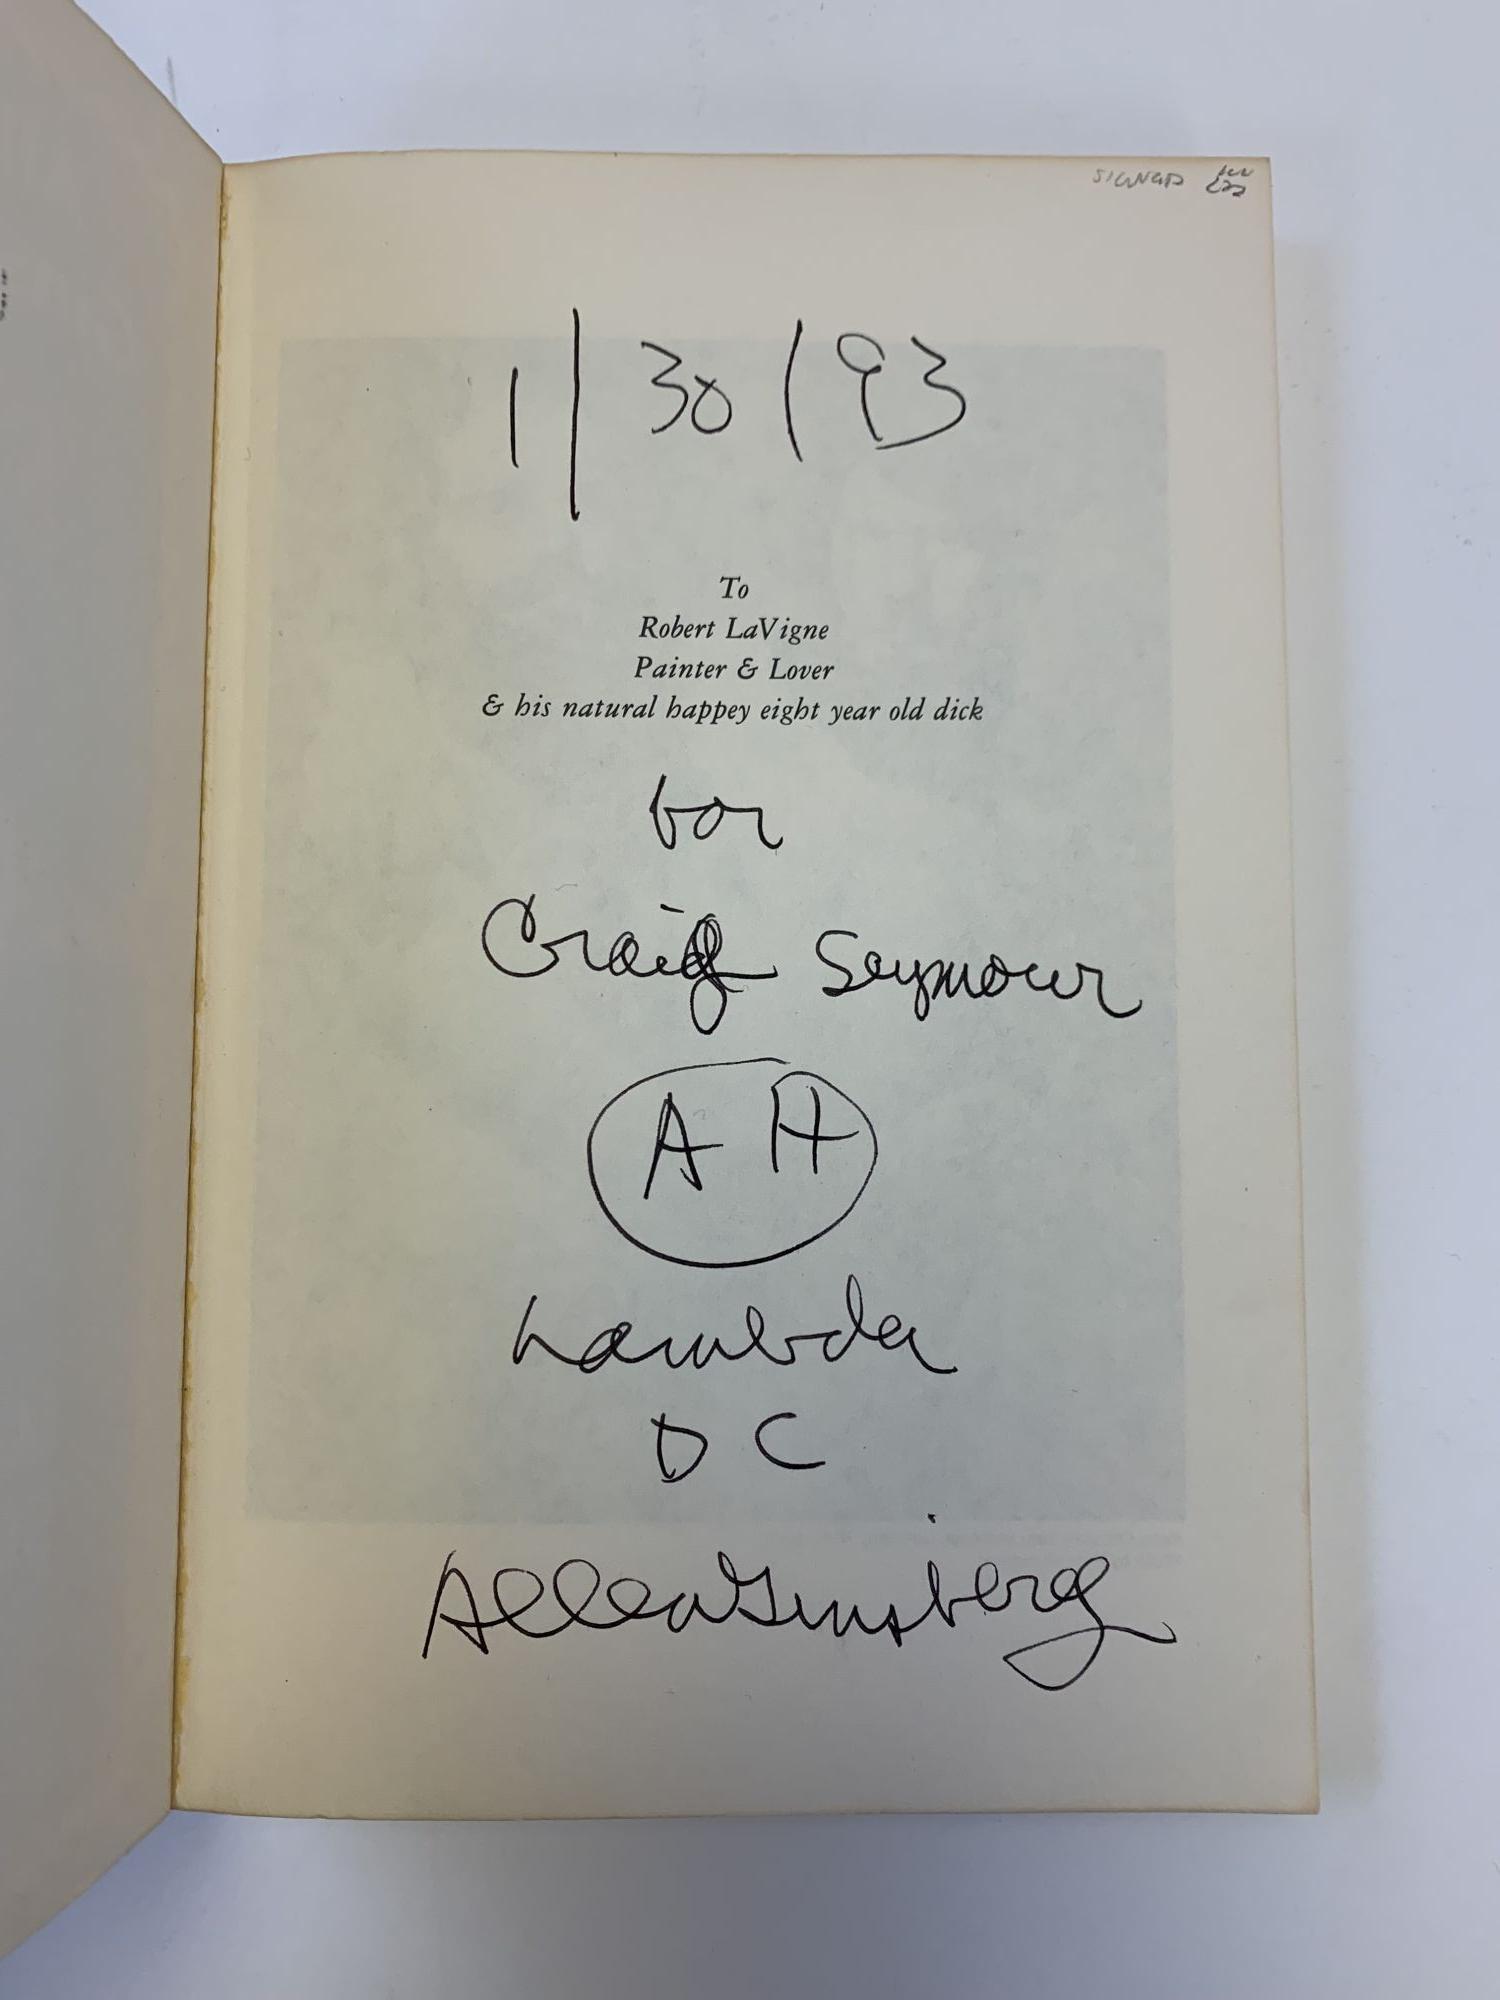 SIGNED
1/30/93
To
Robert LaVigne
Painter & Lover
& his natural happey eight year old dick
for
Craig Seymour
AH
Lambda
DC
Allen Ginsberg